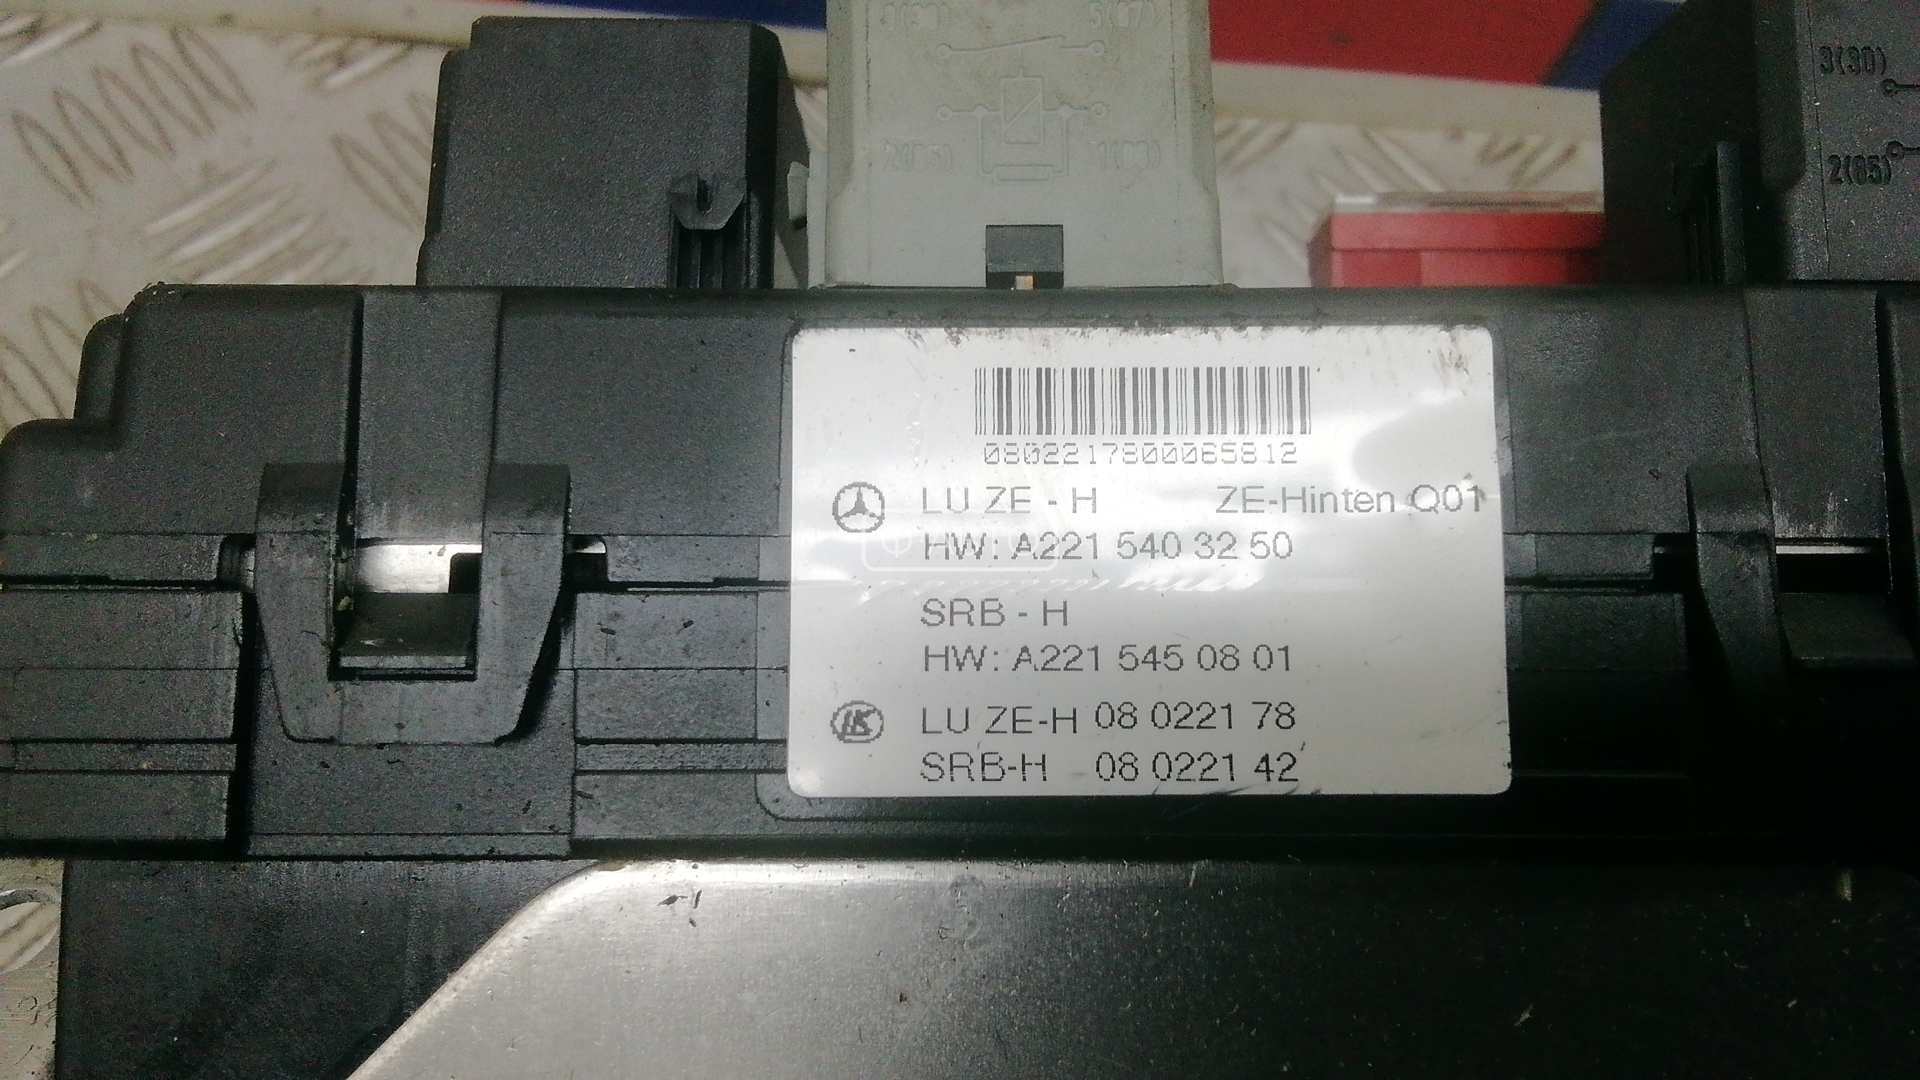 3(30)
2(85)
0802217800065812
LU ZE - H ZE-Hinten Q01
HW: A221 540 32 50
SRB - H
HW: A221 545 08 01
LU ZE-H 08 0221 78
SRB-H 08 0221 42